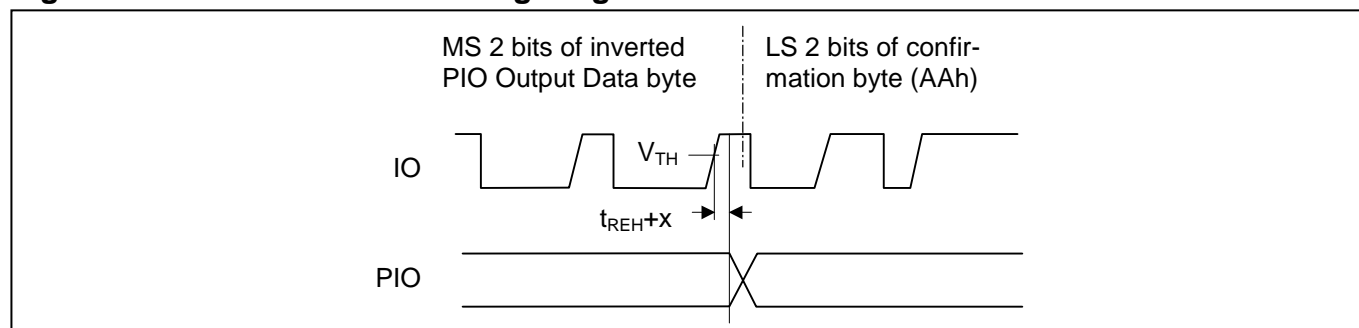 MS 2 bits of inverted
PIO Output Data byte
LS 2 bits of confir-
mation byte (AAh)
IO
VTH
tREH+x
PIO